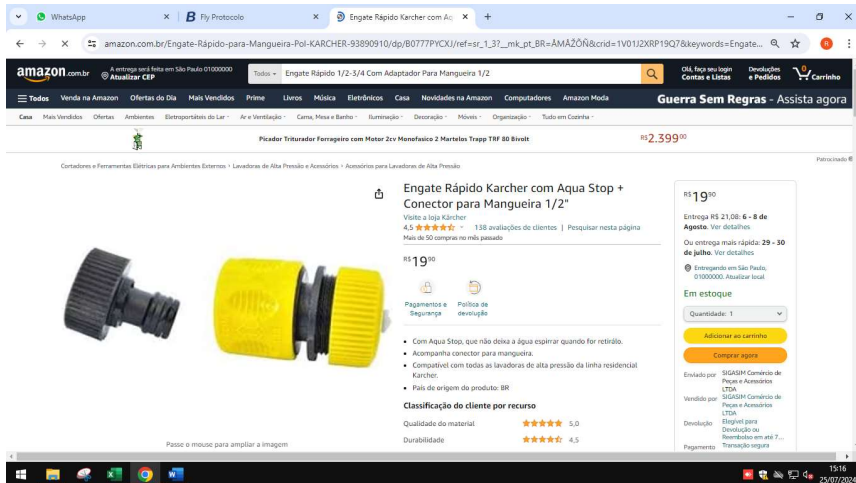 WhatsApp
Fly Protocolo
Engate Rápido Karcher com Aq
amazon.com.br/Engate-Rápido-para-Mangueira-Pol-KARCHER-93890910/dp/B0777PYCXJ/ref=sr_1_3?__mk_pt_BR=ÅMÅŽÕÑ&crid=1V01J2XRP19Q7&keywords=Engate...
R
amazon.com.br
A entrega será feita em São Paulo 01000000
Atualizar CEP
Todos
Engate Rápido 1/2-3/4 Com Adaptador Para Mangueira 1/2
Olá, faça seu login
Contas e Listas
Devoluções
e Pedidos
0
Carrinho
Todos Venda na Amazon Ofertas do Dia Mais Vendidos Prime Livros Música Eletrônicos Casa Novidades na Amazon Computadores Amazon Moda Guerra Sem Regras - Assista agora
Casa Mais Vendidos Ofertas Ambientes Eletroportáteis do Lar Ar e Ventilação Cama, Mesa e Banho Iluminação Decoração Móveis Organização Tudo em Cozinha
Picador Triturador Forrageiro com Motor 2cv Monofasico 2 Martelos Trapp TRF 80 Bivolt
R$2.39900
Patrocinado
Cortadores e Ferramentas Elétricas para Ambientes Externos › Lavadoras de Alta Pressão e Acessórios › Acessórios para Lavadoras de Alta Pressão
Passe o mouse para ampliar a imagem
Engate Rápido Karcher com Aqua Stop +
Conector para Mangueira 1/2"
Visite a loja Kärcher
4,5 138 avaliações de clientes | Pesquisar nesta página
Mais de 50 compras no mês passado
R$1990
Pagamentos e
Segurança
Política de
devolução
• Com Aqua Stop, que não deixa a água espirrar quando for retirálo.
• Acompanha conector para mangueira.
• Compatível com todas as lavadoras de alta pressão da linha residencial
Karcher.
• País de origem do produto: BR
Classificação do cliente por recurso
Qualidade do material 5,0
Durabilidade 4,5
R$1990
Entrega R$ 21,08: 6 - 8 de
Agosto. Ver detalhes
Ou entrega mais rápida: 29 - 30
de julho. Ver detalhes
Entregando em São Paulo,
01000000. Atualizar local
Em estoque
Quantidade: 1
Adicionar ao carrinho
Comprar agora
Enviado por SIGASIM Comércio de
Peças e Acessórios
LTDA
Vendido por SIGASIM Comércio de
Peças e Acessórios
LTDA
Devolução Elegível para
Devolução ou
Reembolso em até 7...
Pagamento Transação segura
15:16
25/07/2024